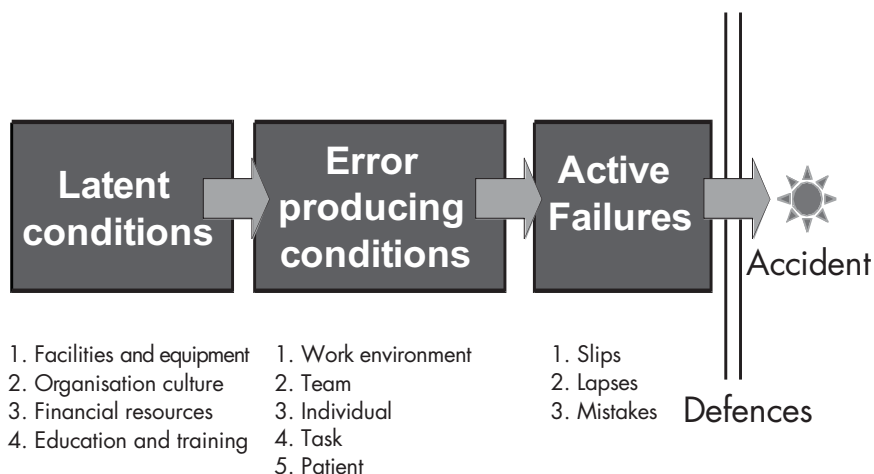 Latent
conditions
Error
producing
conditions
Active
Failures
Accident
1. Facilities and equipment
2. Organisation culture
3. Financial resources
4. Education and training
1. Work environment
2. Team
3. Individual
4. Task
5. Patient
1. Slips
2. Lapses
3. Mistakes
Defences